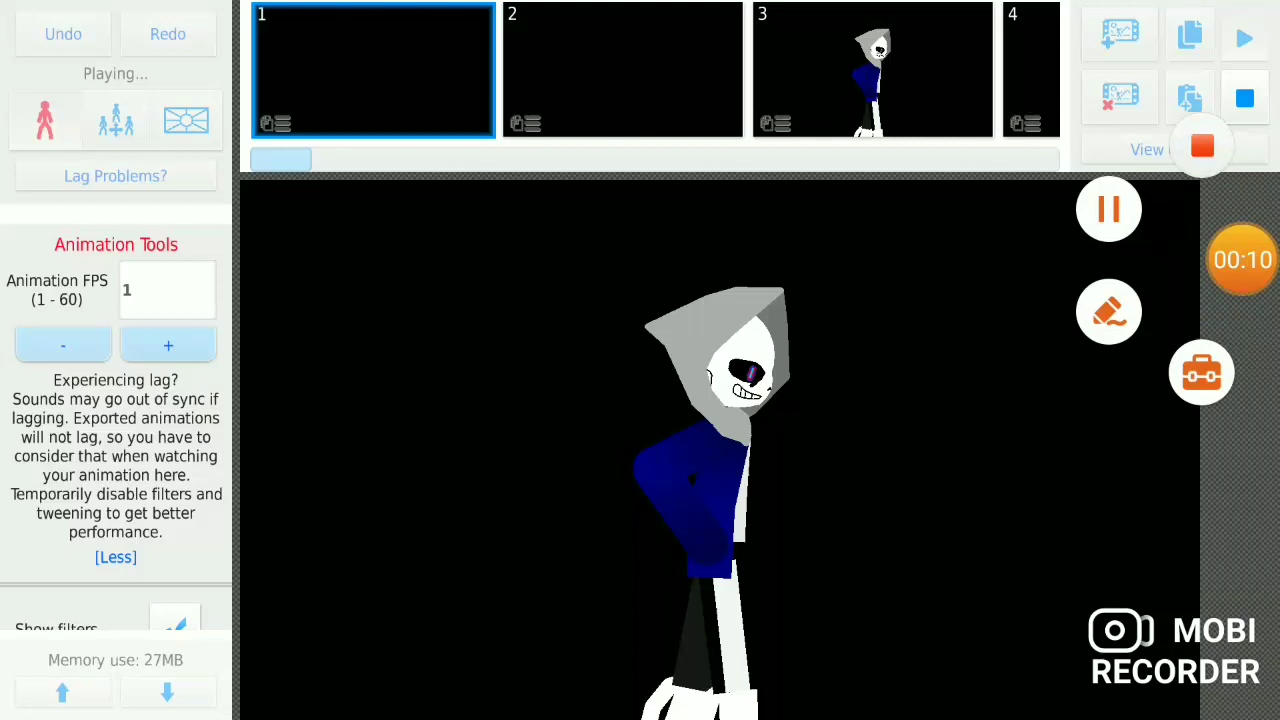 Undo
Redo
Playing...
Lag Problems?
Animation Tools
Animation FPS
(1 - 60)
1
-
+
Experiencing lag?
Sounds may go out of sync if
lagging. Exported animations
will not lag, so you have to
consider that when watching
your animation here.
Temporarily disable filters and
tweening to get better
performance.
[Less]
Show filters
Memory use: 27MB
1
2
3
4
View
00:10
MOBI
RECORDER